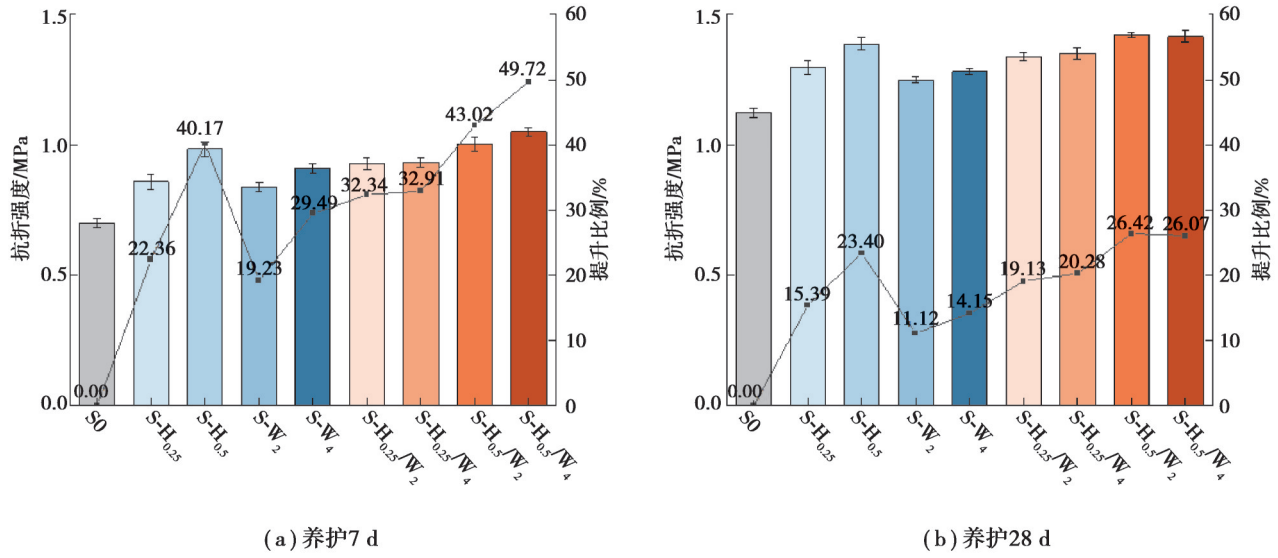 1.5
1.0
0.5
0.0
抗折强度/MPa
60
50
40
30
20
10
0
提升比例/%
0.00
22.36
40.17
19.23
29.49
32.34
32.91
43.02
49.72
S0
S-H0.25
S-H0.5
S-W2
S-W4
S-H0.25/W2
S-H0.25/W4
S-H0.5/W2
S-H0.5/W4
(a)养护7 d
1.5
1.0
0.5
0.0
抗折强度/MPa
60
50
40
30
20
10
0
提升比例/%
0.00
15.39
23.40
11.12
14.15
19.13
20.28
26.42
26.07
S0
S-H0.25
S-H0.5
S-W2
S-W4
S-H0.25/W2
S-H0.25/W4
S-H0.5/W2
S-H0.5/W4
(b)养护28 d